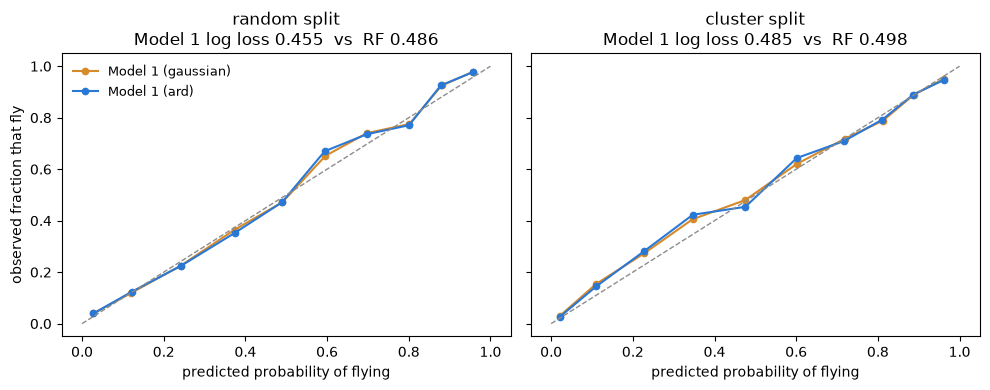 random split
Model 1 log loss 0.455  vs  RF 0.486
cluster split
Model 1 log loss 0.485  vs  RF 0.498
Model 1 (gaussian)
Model 1 (ard)
observed fraction that fly
1.0
0.8
0.6
0.4
0.2
0.0
0.0 0.2 0.4 0.6 0.8 1.0
predicted probability of flying
0.0 0.2 0.4 0.6 0.8 1.0
predicted probability of flying